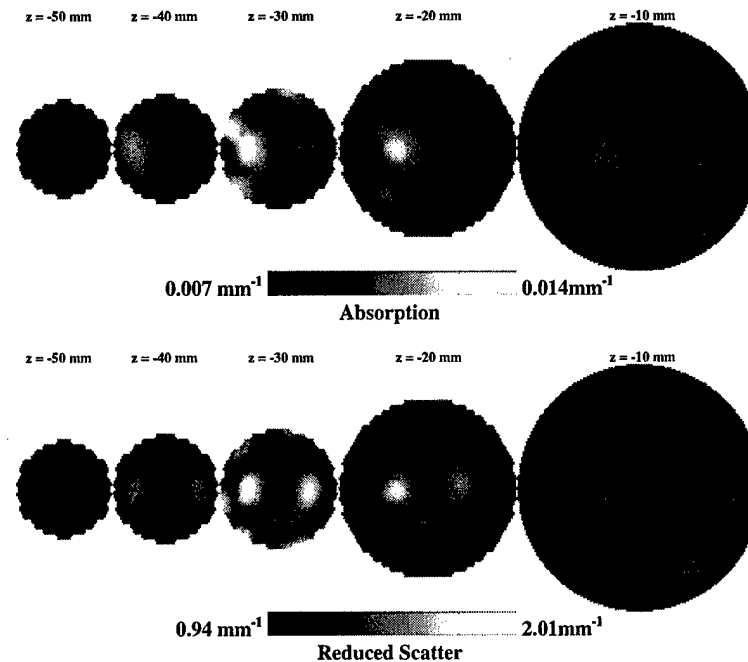 z = -50 mm z = -40 mm z = -30 mm z = -20 mm z = -10 mm
0.007 mm⁻¹ 0.014mm⁻¹
Absorption
z = -50 mm z = -40 mm z = -30 mm z = -20 mm z = -10 mm
0.94 mm⁻¹ 2.01mm⁻¹
Reduced Scatter